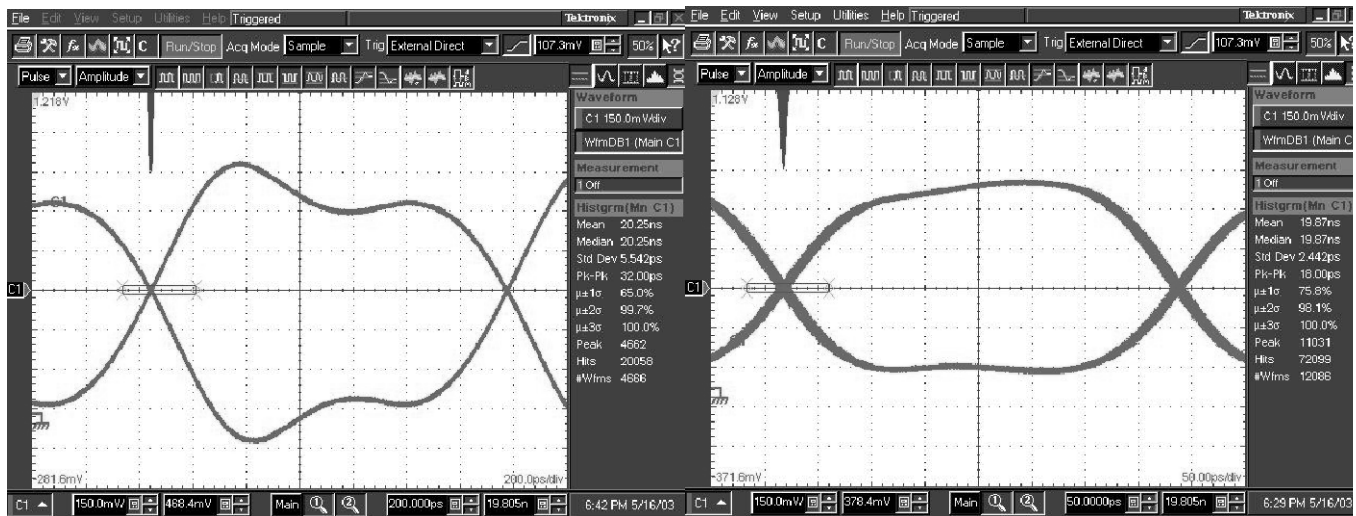 File Edit View Setup Utilities Help Triggered Tektronix
Run/Stop Acq Mode Sample Trig External Direct 107.3mV 50%
Pulse Amplitude
1.218V
Waveform
C1 150.0mV/div
WfmDB1 (Main C1
Measurement
1 Off
C1
Histgrm(Mn C1)
Mean 20.25ns
Median 20.25ns
Std Dev 5.542ps
Pk-Pk 32.00ps
C1
µ±1σ 65.0%
µ±2σ 99.7%
µ±3σ 100.0%
Peak 4662
Hits 20058
#Wfms 4666
-281.6mV 200.0ps/div
C1 150.0mV 468.4mV Main 200.000ps 19.805n 6:42 PM 5/16/03
File Edit View Setup Utilities Help Triggered Tektronix
Run/Stop Acq Mode Sample Trig External Direct 107.3mV 50%
Pulse Amplitude
1.128V
Waveform
C1 150.0mV/div
WfmDB1 (Main C
Measurement
1 Off
Histgrm(Mn C1)
Mean 19.87ns
Median 19.87ns
Std Dev 2.442ps
Pk-Pk 18.00ps
C1
µ±1σ 75.8%
µ±2σ 98.1%
µ±3σ 100.0%
Peak 11031
Hits 72099
#Wfms 12086
-371.6mV 50.00ps/div
C1 150.0mV 378.4mV Main 50.0000ps 19.805n 6:29 PM 5/16/03